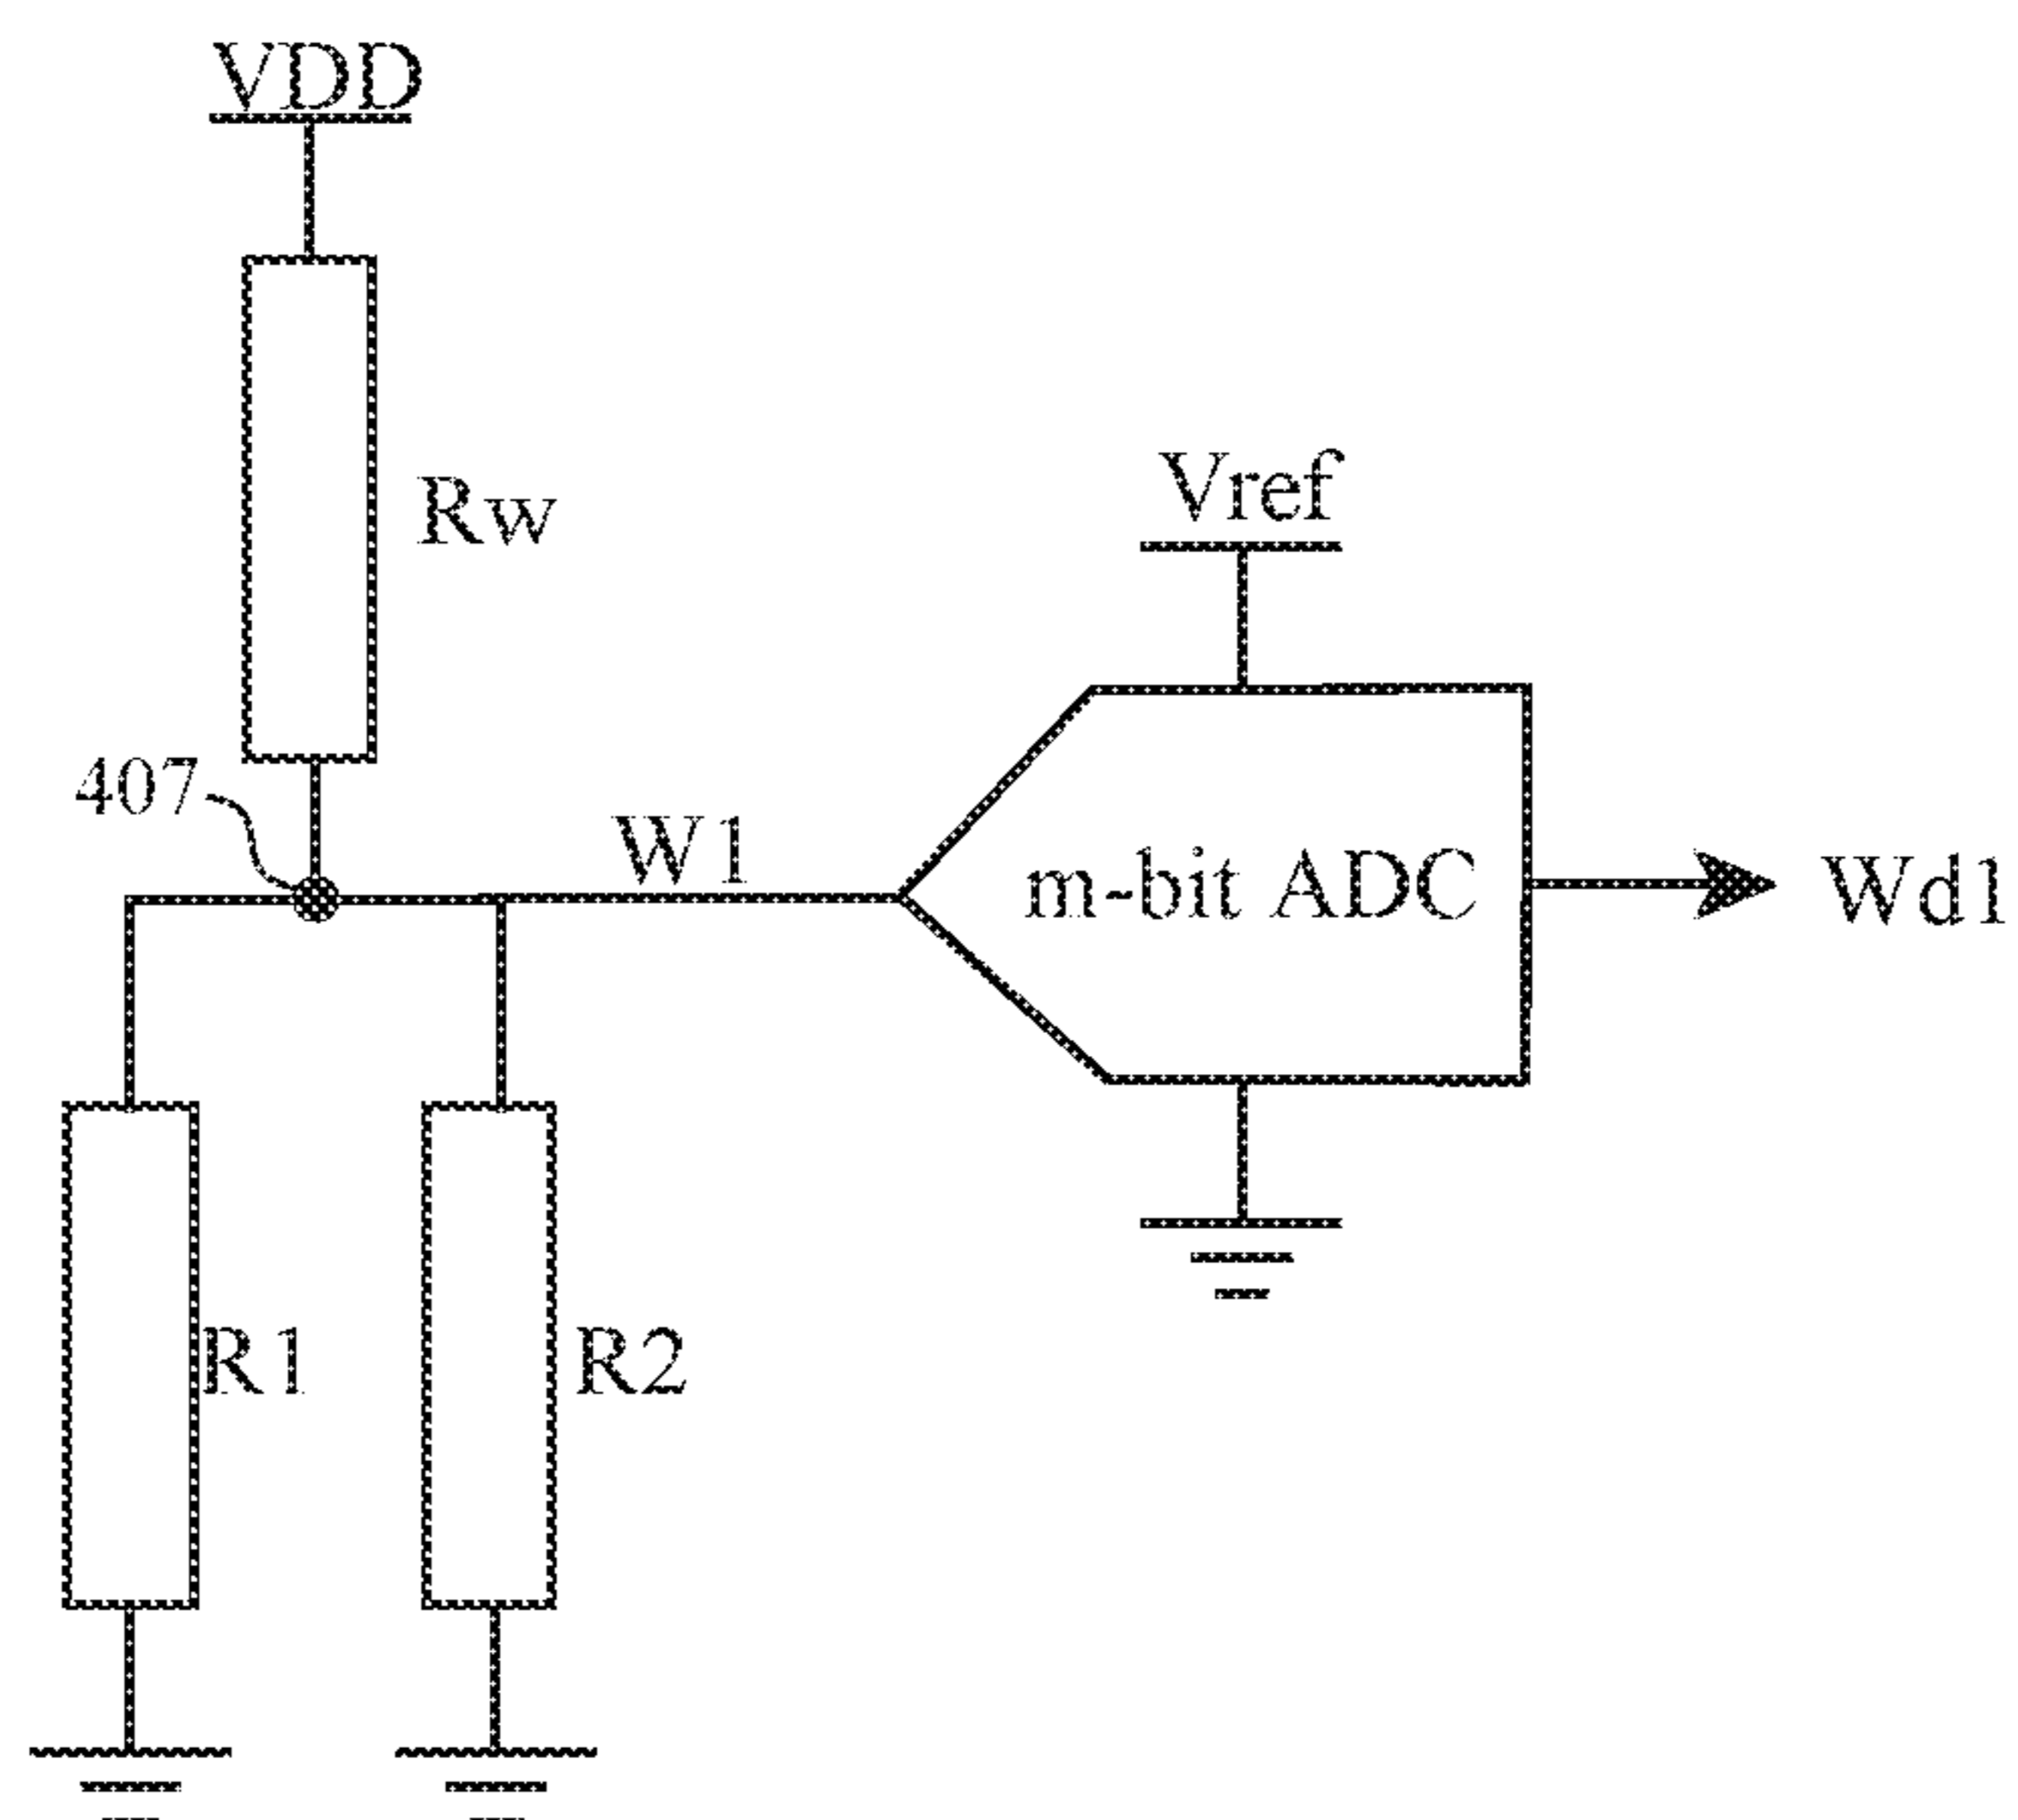 VDD
Rw
Vref
407
W1
m-bit ADC
Wd1
R1
R2